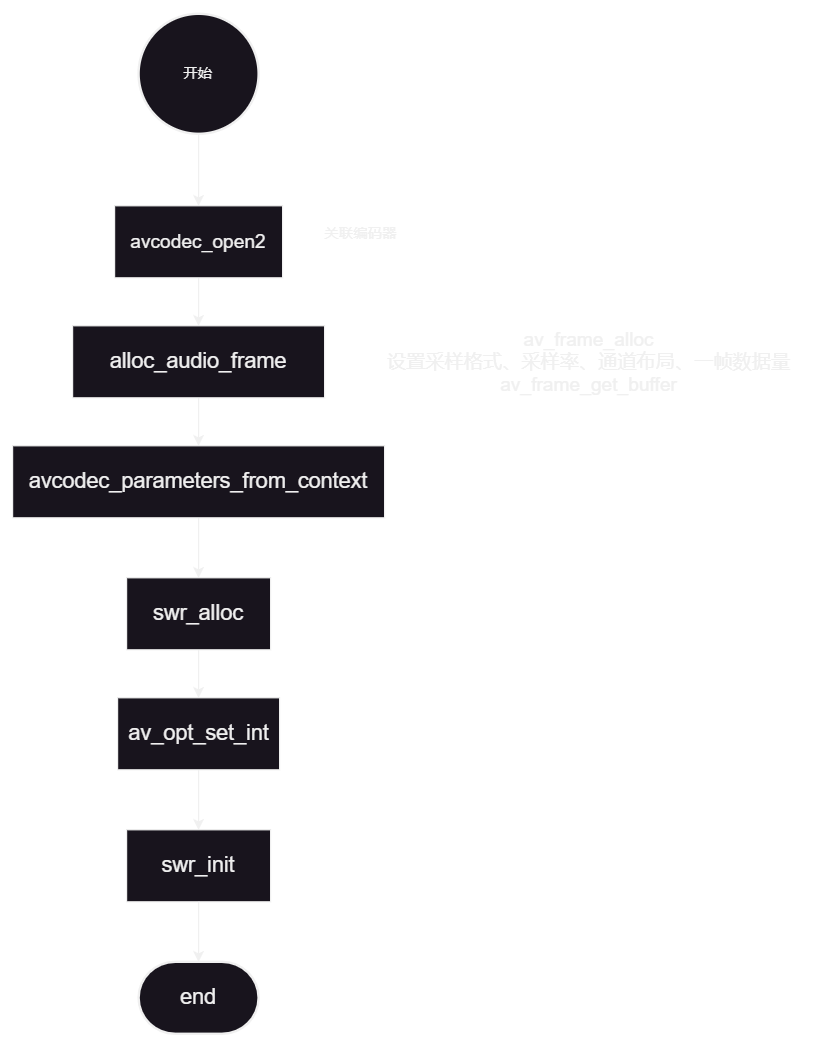 开始
avcodec_open2
关联编码器
alloc_audio_frame
av_frame_alloc
设置采样格式、采样率、通道布局、一帧数据量
av_frame_get_buffer
avcodec_parameters_from_context
swr_alloc
av_opt_set_int
swr_init
end